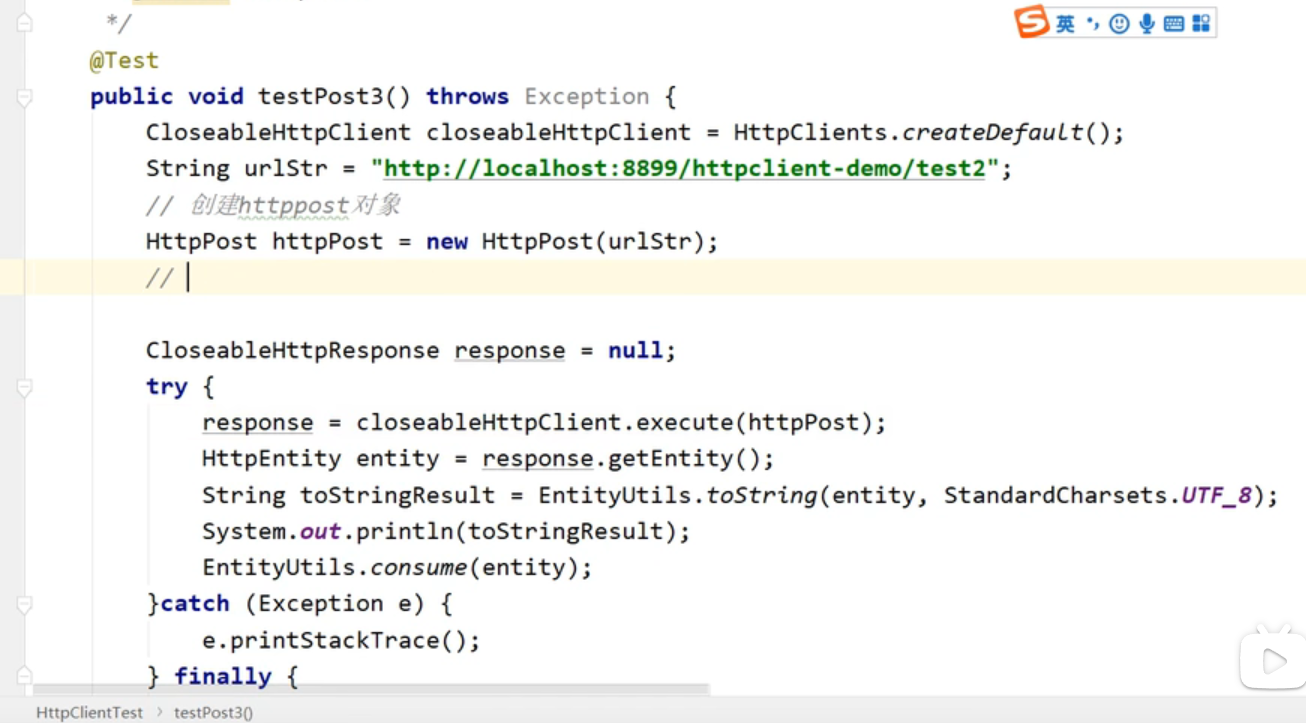 */
英
@Test
public void testPost3() throws Exception {
CloseableHttpClient closeableHttpClient = HttpClients.createDefault();
String urlStr = "http://localhost:8899/httpclient-demo/test2";
// 创建httppost对象
HttpPost httpPost = new HttpPost(urlStr);
//
CloseableHttpResponse response = null;
try {
response = closeableHttpClient.execute(httpPost);
HttpEntity entity = response.getEntity();
String toStringResult = EntityUtils.toString(entity, StandardCharsets.UTF_8);
System.out.println(toStringResult);
EntityUtils.consume(entity);
}catch (Exception e) {
e.printStackTrace();
} finally {
HttpClientTest › testPost3()